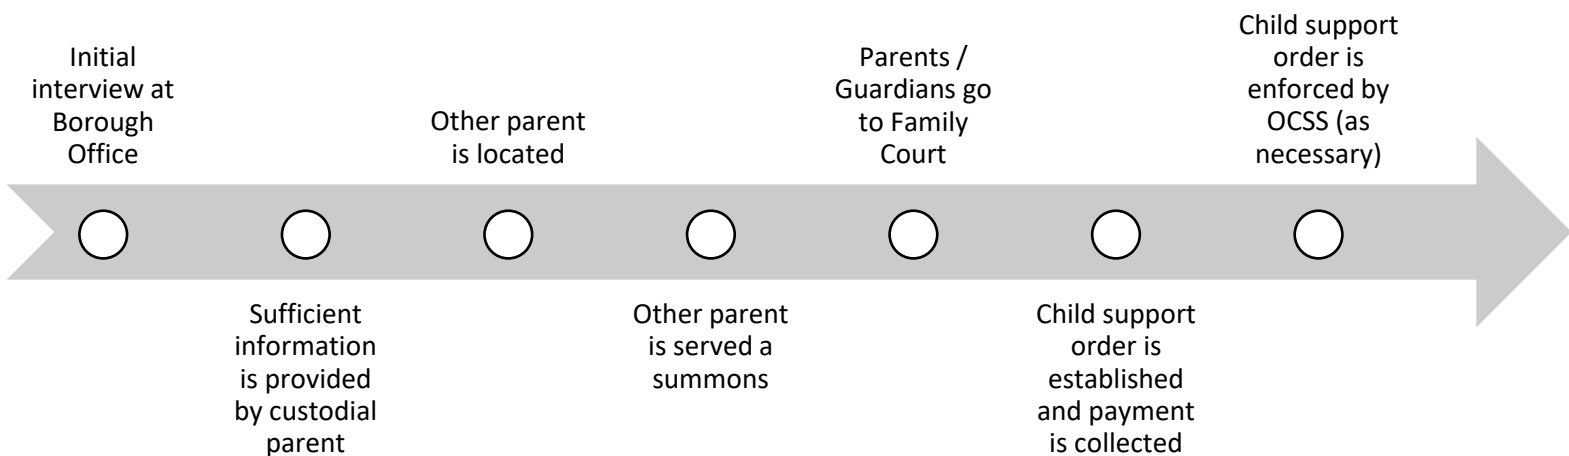 Initial
interview at
Borough
Office
Sufficient
information
is provided
by custodial
parent
Other parent
is located
Other parent
is served a
summons
Parents /
Guardians go
to Family
Court
Child support
order is
established
and payment
is collected
Child support
order is
enforced by
OCSS (as
necessary)